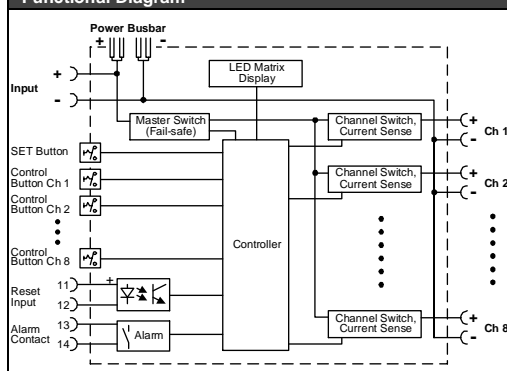 Functional Diagram
Power Busbar
+ -
LED Matrix
Display
Input
+
-
Master Switch
(Fail-safe)
Channel Switch,
Current Sense
+
-
Ch 1
SET Button
Control
Button Ch 1
Channel Switch,
Current Sense
+
-
Ch 2
Control
Button Ch 2
Controller
Control
Button Ch 8
Reset
Input
11
12
+
Alarm
Contact
13
14
Alarm
Channel Switch,
Current Sense
+
-
Ch 8